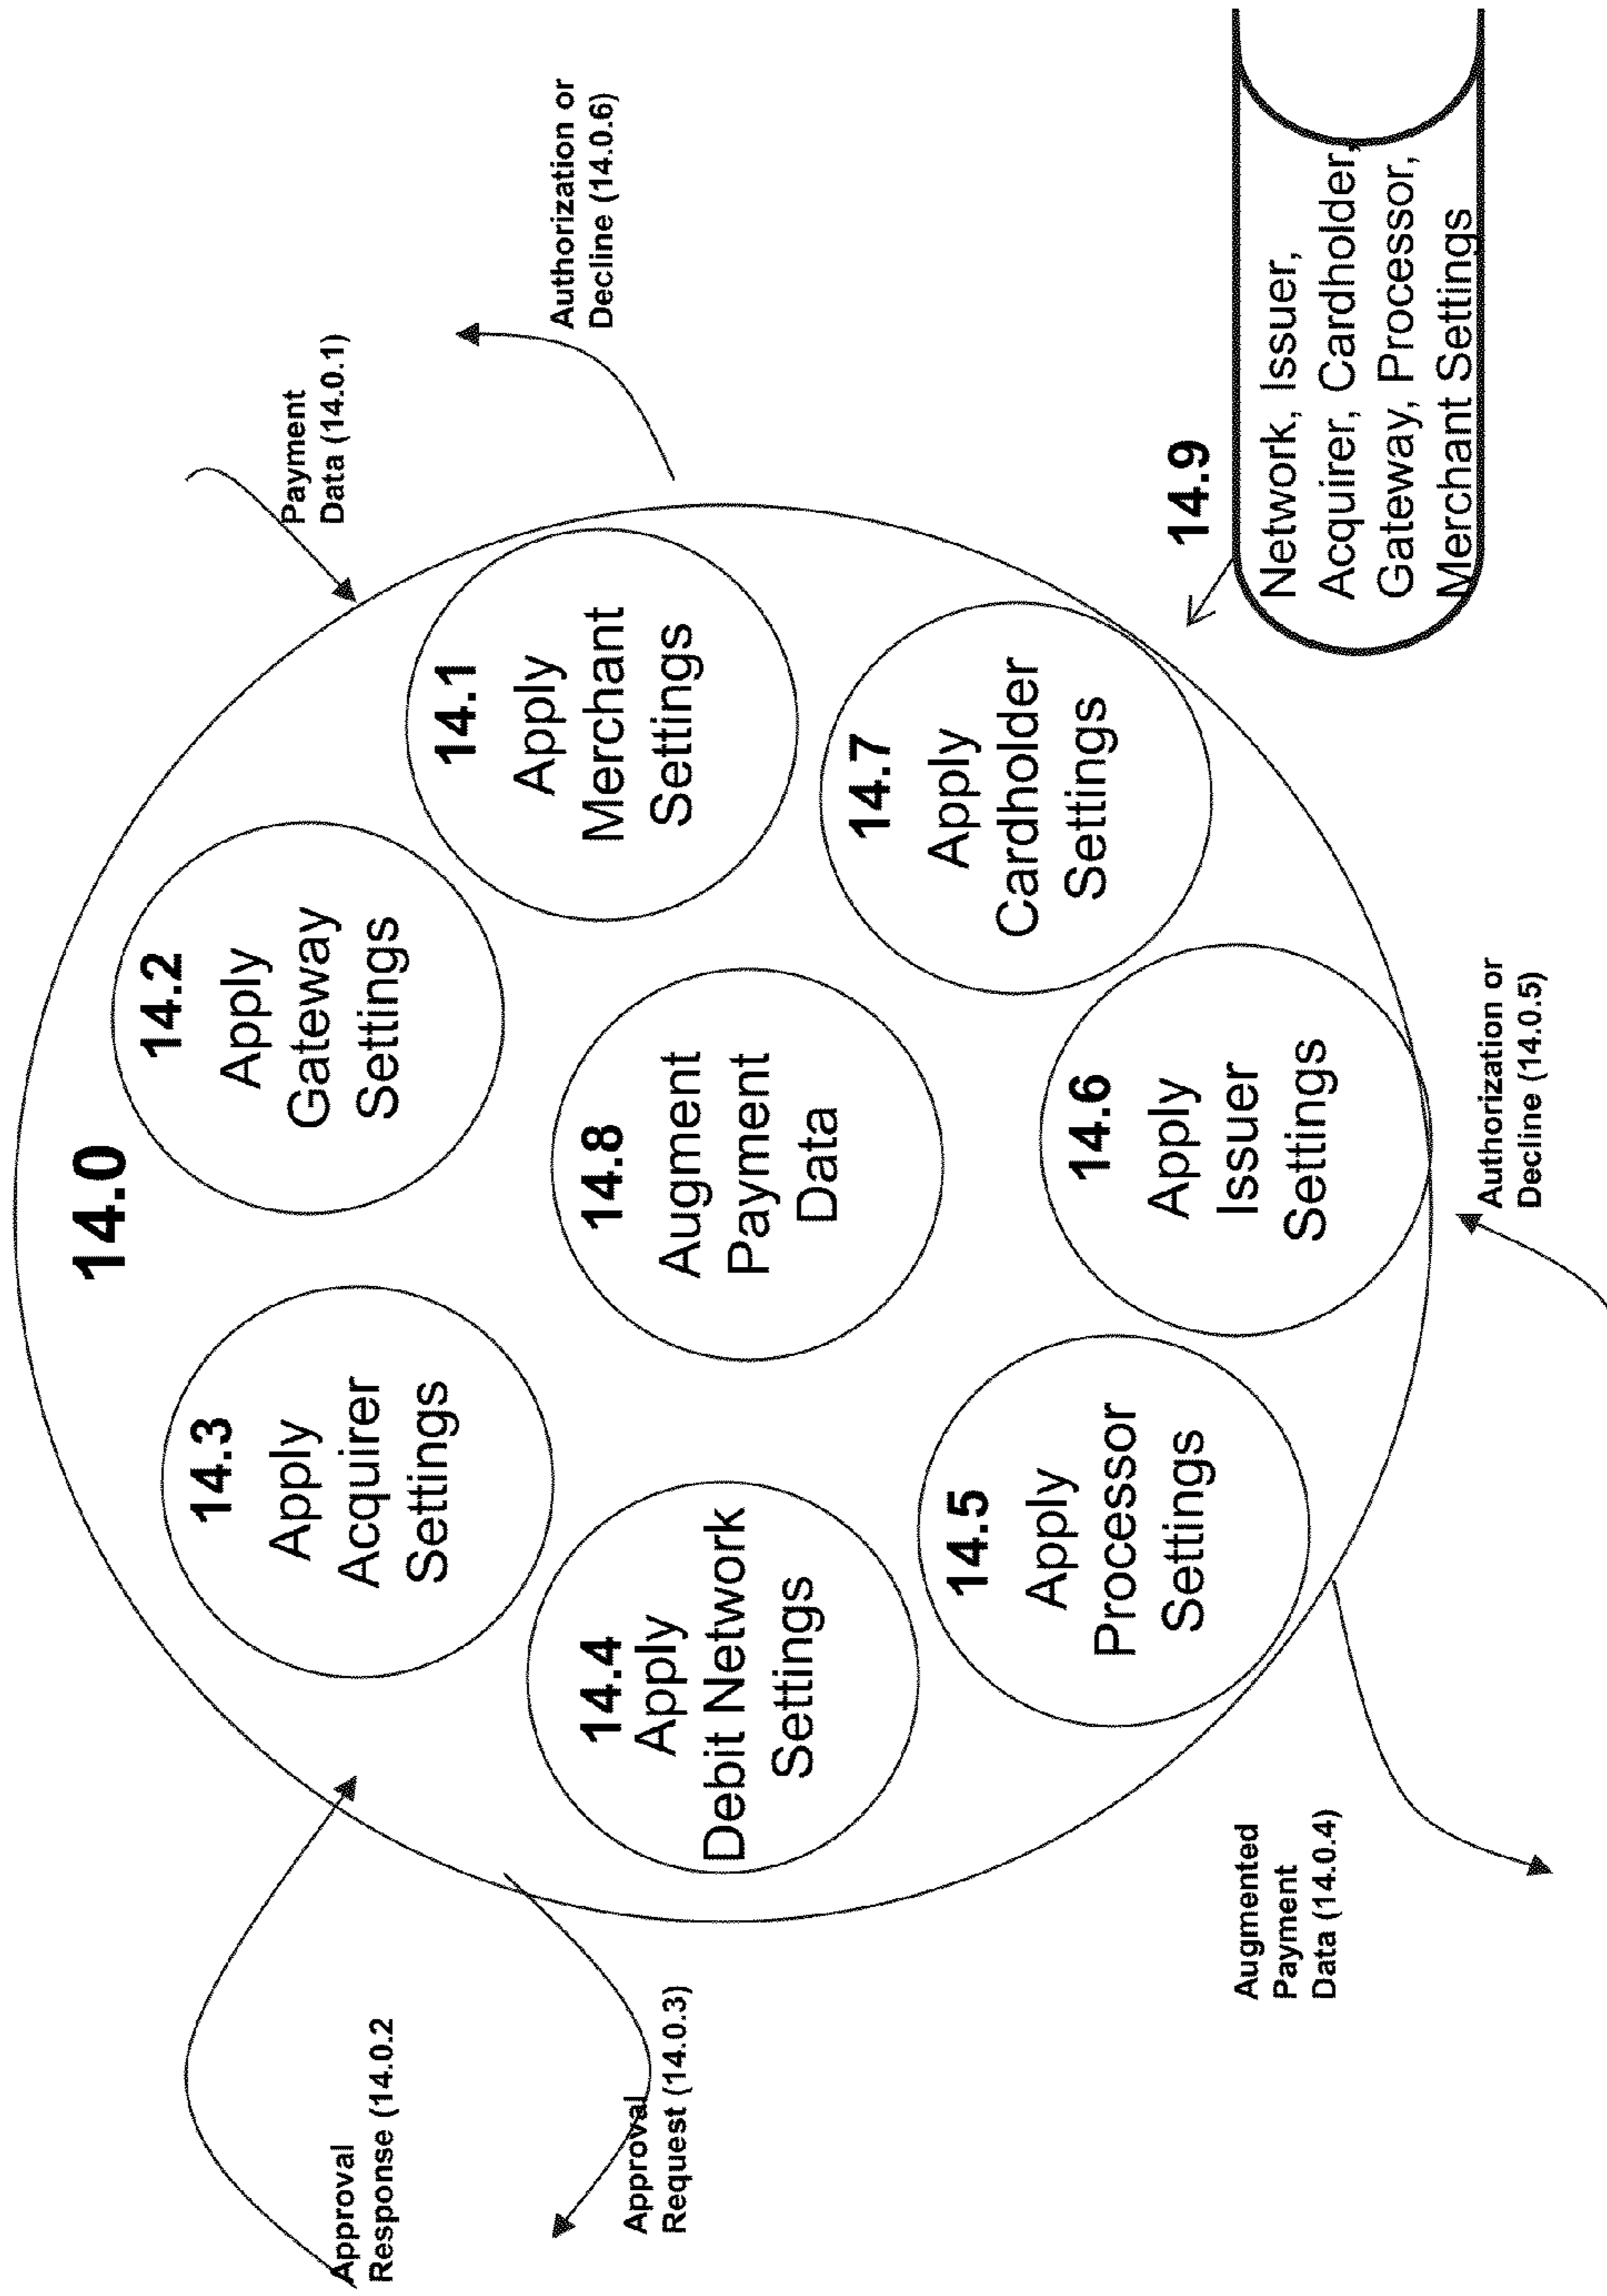 14.0
Approval
Response (14.0.2
Approval
Request (14.0.3)
14.3
Apply
Acquirer
Settings
14.2
Apply
Gateway
Settings
Payment
Data (14.0.1)
Authorization or
Decline (14.0.6)
14.4
Apply
Debit Network
Settings
14.8
Augment
Payment
Data
14.1
Apply
Merchant
Settings
14.5
Apply
Processor
Settings
14.6
Apply
Issuer
Settings
14.7
Apply
Cardholder
Settings
Augmented
Payment
Data (14.0.4)
Authorization or
Decline (14.0.5)
14.9
Network, Issuer,
Acquirer, Cardholder,
Gateway, Processor,
Merchant Settings